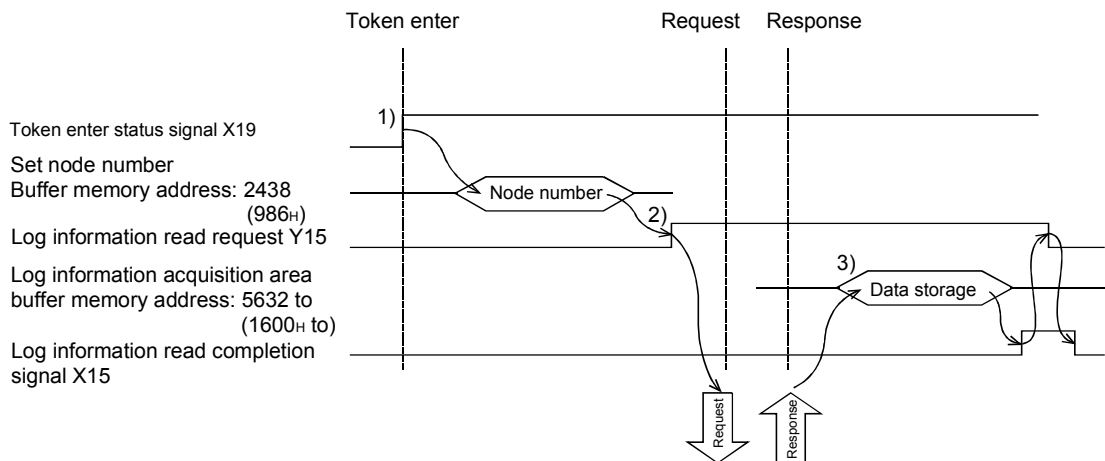 Token enter
Request
Response
1)
Token enter status signal X19
Set node number
Buffer memory address: 2438
(986H)
Node number
2)
Log information read request Y15
Log information acquisition area
buffer memory address: 5632 to
(1600H to)
3)
Data storage
Log information read completion
signal X15
Request
Response